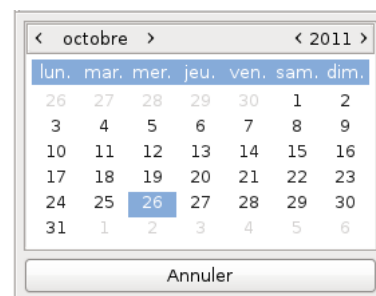 < octobre > < 2011 >
lun. mar. mer. jeu. ven. sam. dim.
26 27 28 29 30 1 2
3 4 5 6 7 8 9
10 11 12 13 14 15 16
17 18 19 20 21 22 23
24 25 26 27 28 29 30
31 1 2 3 4 5 6
Annuler